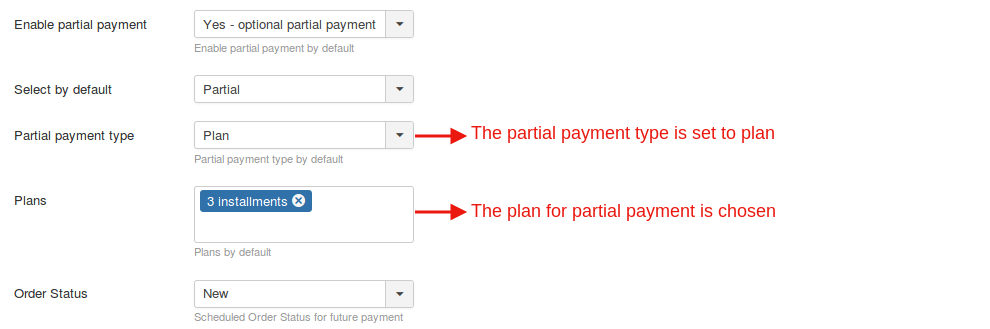 Enable partial payment
Yes - optional partial payment
Enable partial payment by default
Select by default
Partial
Partial payment type
Plan
The partial payment type is set to plan
Partial payment type by default
Plans
3 installments
The plan for partial payment is chosen
Plans by default
Order Status
New
Scheduled Order Status for future payment